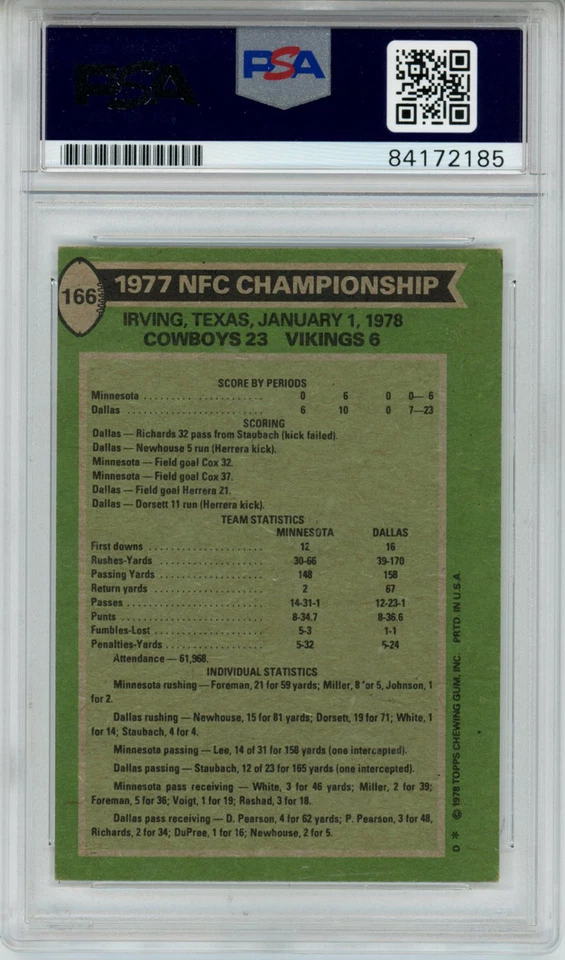 PSA
PSA
84172185
166
1977 NFC CHAMPIONSHIP
IRVING, TEXAS, JANUARY 1, 1978
COWBOYS 23 VIKINGS 6
SCORE BY PERIODS
Minnesota ...................... 0 6 0 0—6
Dallas ...................... 6 10 0 7—23
SCORING
Dallas — Richards 32 pass from Staubach (kick failed).
Dallas — Newhouse 5 run (Herrera kick).
Minnesota — Field goal Cox 32.
Minnesota — Field goal Cox 37.
Dallas — Field goal Herrera 21.
Dallas — Dorsett 11 run (Herrera kick).
TEAM STATISTICS
MINNESOTA DALLAS
First downs .................. 12 16
Rushes-Yards .................. 30-66 39-170
Passing Yards .................. 148 158
Return yards .................. 2 67
Passes .................. 14-31-1 12-23-1
Punts .................. 8-34.7 8-36.6
Fumbles-Lost .................. 5-3 1-1
Penalties-Yards .................. 5-32 5-24
Attendance — 61,968.
INDIVIDUAL STATISTICS
Minnesota rushing — Foreman, 21 for 59 yards; Miller, 8 for 5, Johnson, 1
for 2.
Dallas rushing — Newhouse, 15 for 81 yards; Dorsett, 19 for 71; White, 1
for 14; Staubach, 4 for 4.
Minnesota passing — Lee, 14 of 31 for 158 yards (one intercepted).
Dallas passing — Staubach, 12 of 23 for 165 yards (one intercepted).
Minnesota pass receiving — White, 3 for 46 yards; Miller, 2 for 39;
Foreman, 5 for 36; Voigt, 1 for 19; Rashad, 3 for 18.
Dallas pass receiving — D. Pearson, 4 for 62 yards; P. Pearson, 3 for 48,
Richards, 2 for 34; DuPree, 1 for 16; Newhouse, 2 for 5.
D * © 1978 TOPPS CHEWING GUM, INC. PRTD. IN U.S.A.